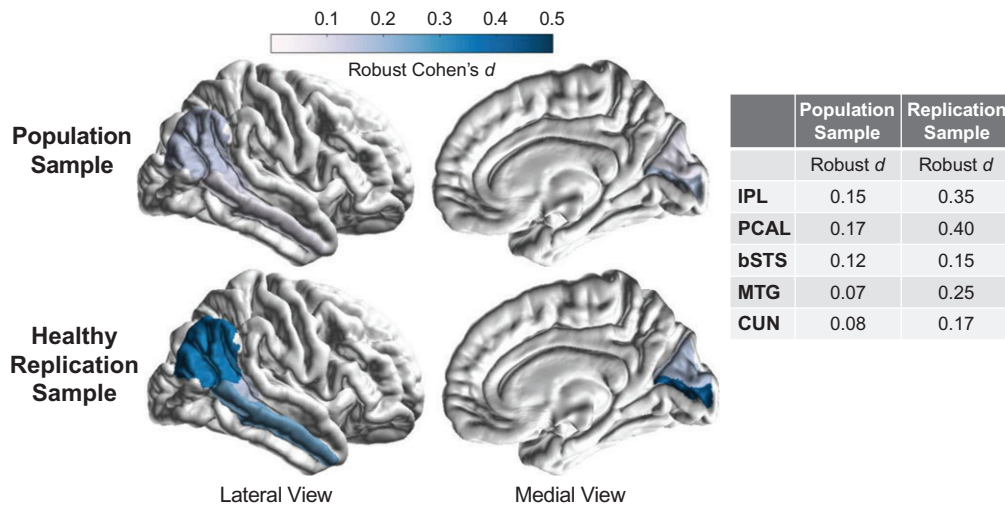 0.1 0.2 0.3 0.4 0.5
Robust Cohen's d
Population
Sample
Healthy
Replication
Sample
Lateral View
Medial View
Population Sample Replication Sample
Robust d Robust d
IPL 0.15 0.35
PCAL 0.17 0.40
bSTS 0.12 0.15
MTG 0.07 0.25
CUN 0.08 0.17